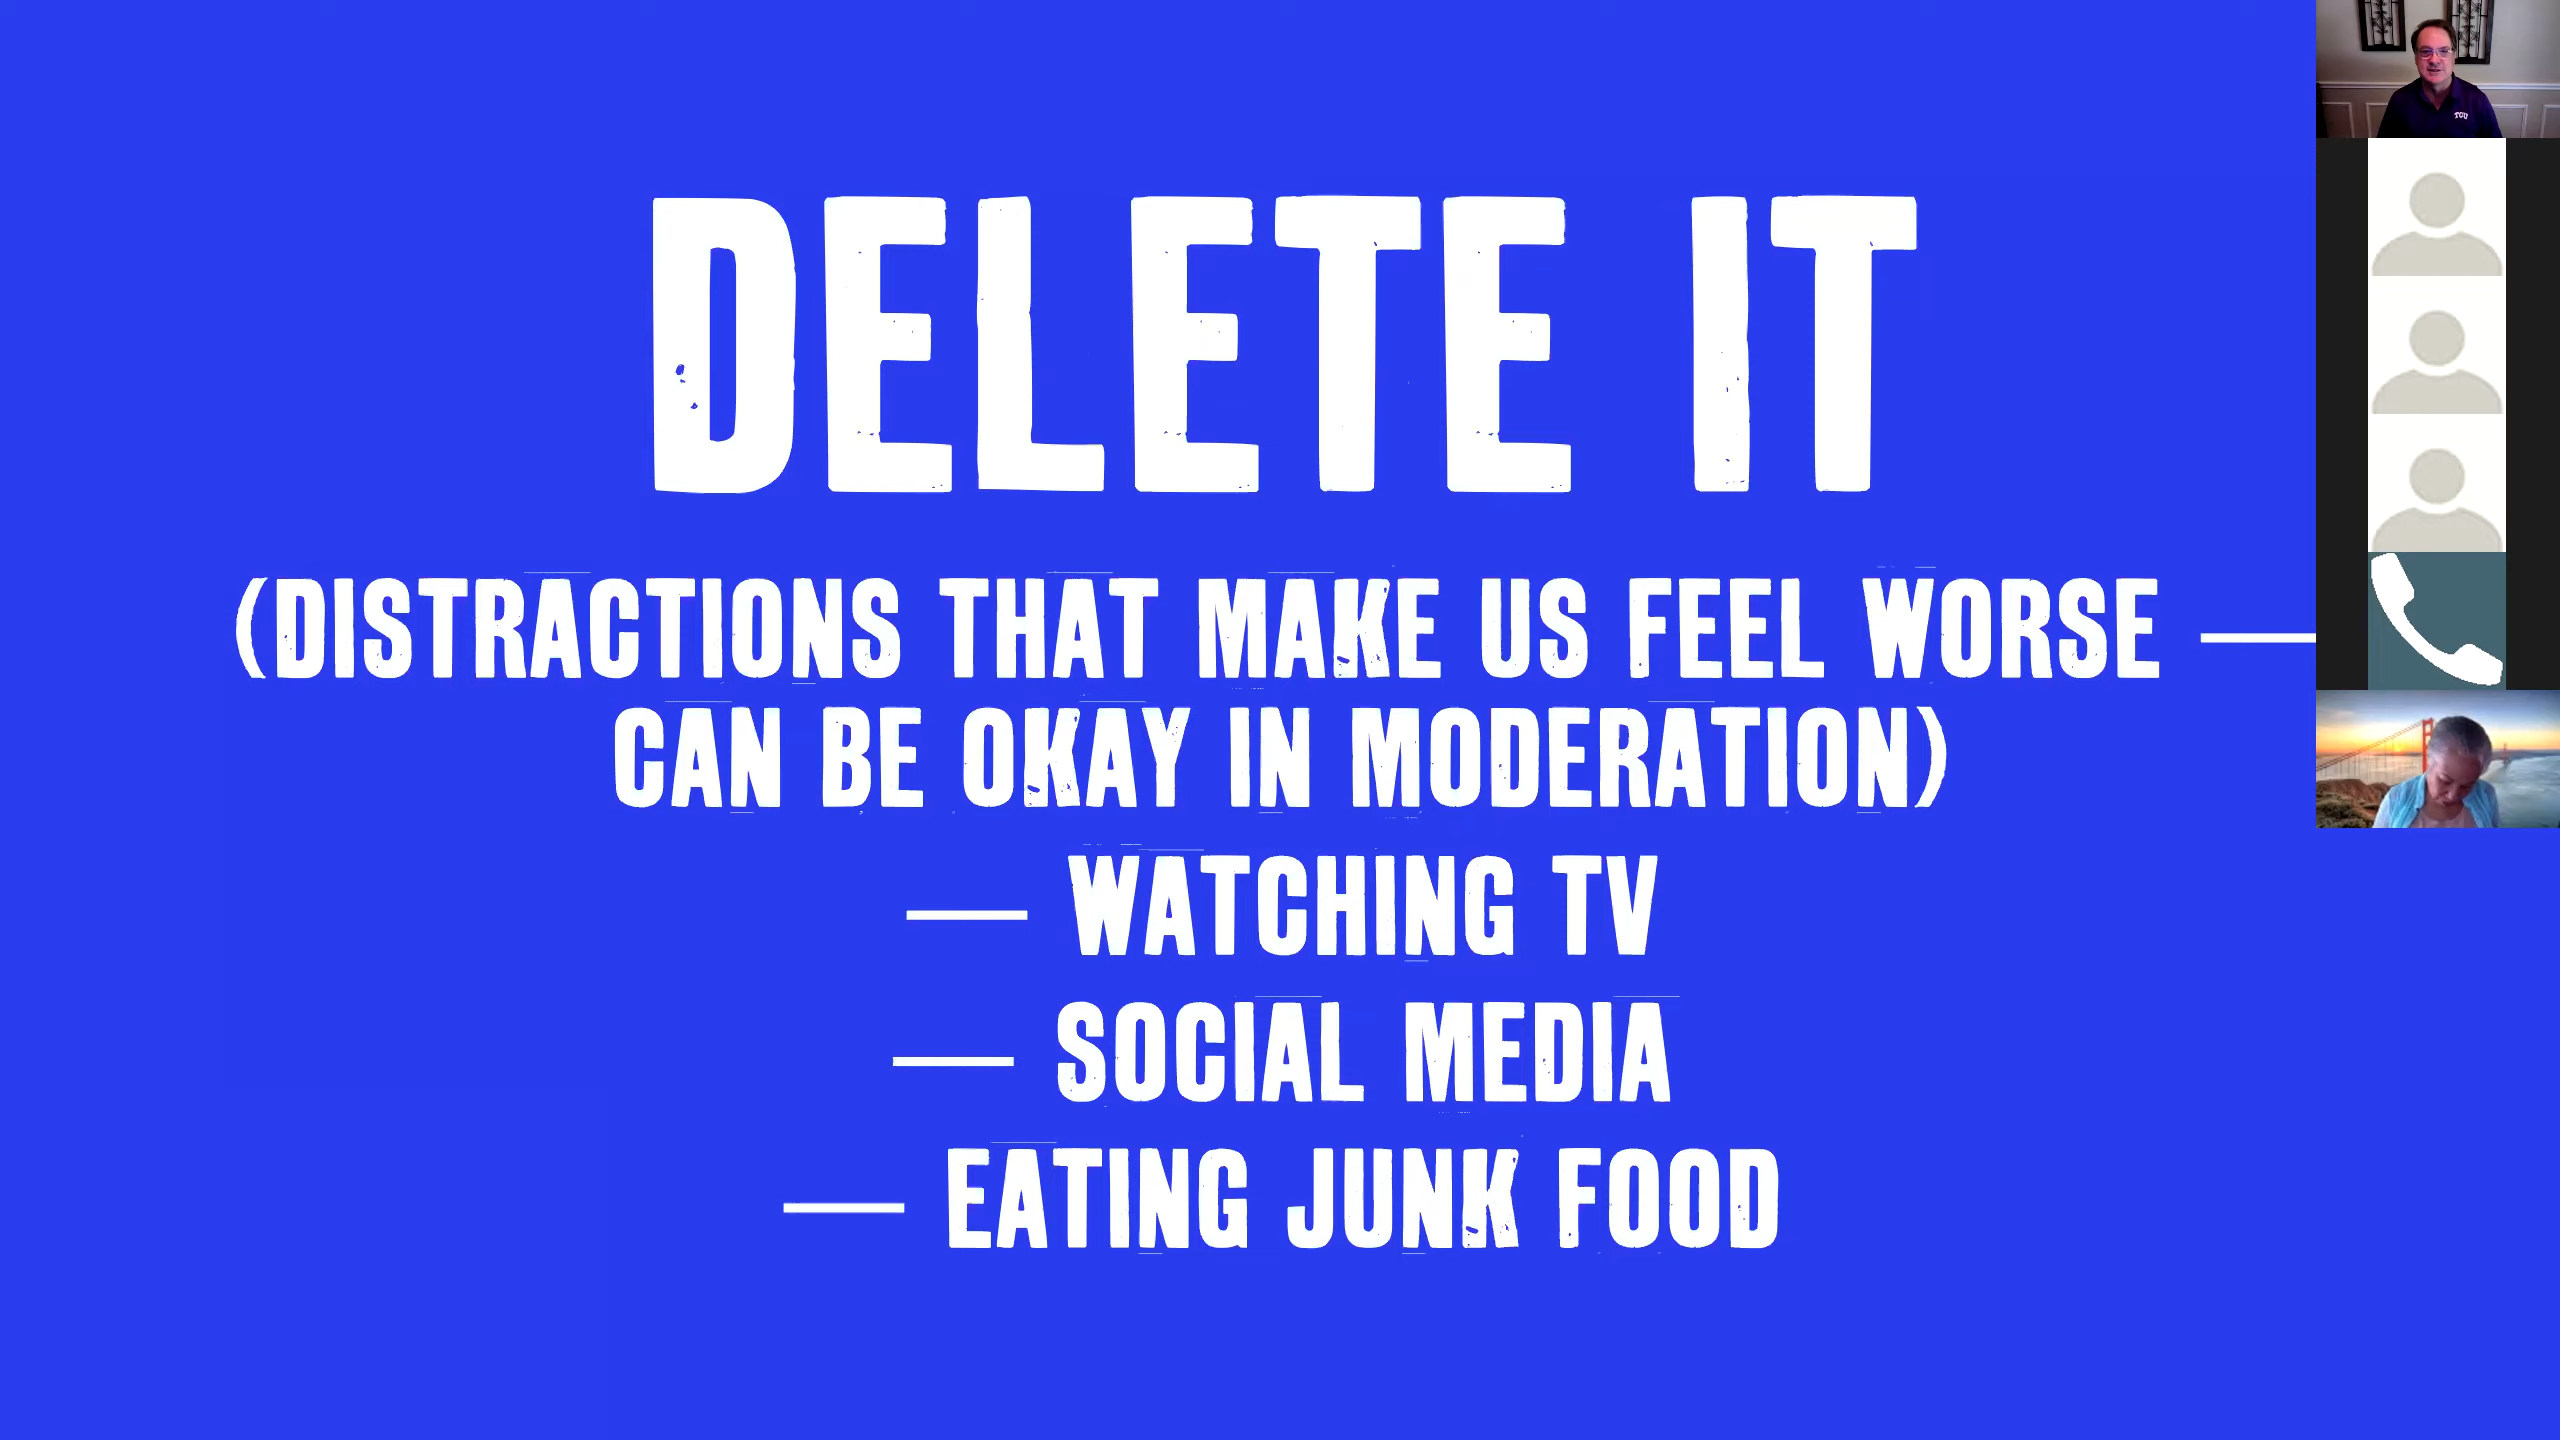 DELETE IT
(DISTRACTIONS THAT MAKE US FEEL WORSE —
CAN BE OKAY IN MODERATION)
— WATCHING TV
— SOCIAL MEDIA
— EATING JUNK FOOD
TCU